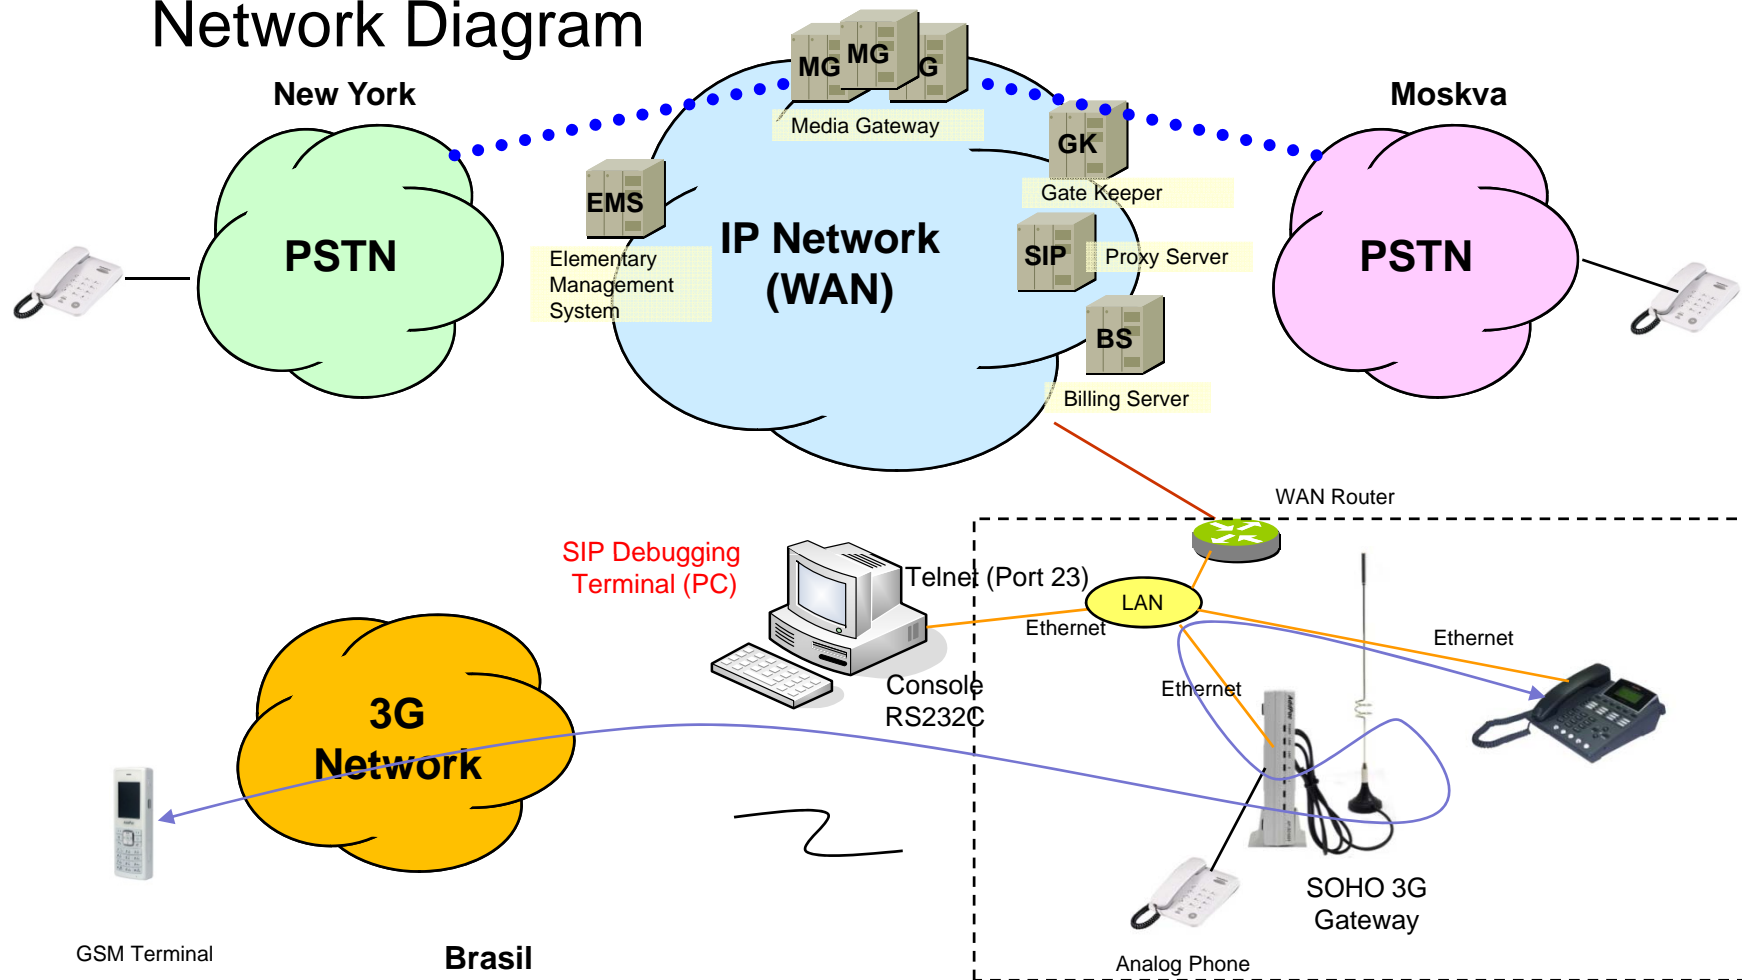 Network Diagram
New York
Moskva
MG
MG
G
Media Gateway
GK
Gate Keeper
EMS
Elementary
Management
System
PSTN
IP Network
(WAN)
SIP
Proxy Server
PSTN
BS
Billing Server
WAN Router
SIP Debugging
Terminal (PC)
Telnet (Port 23)
LAN
Ethernet
Ethernet
Ethernet
Console
RS232C
3G
Network
SOHO 3G
Gateway
GSM Terminal
Brasil
Analog Phone